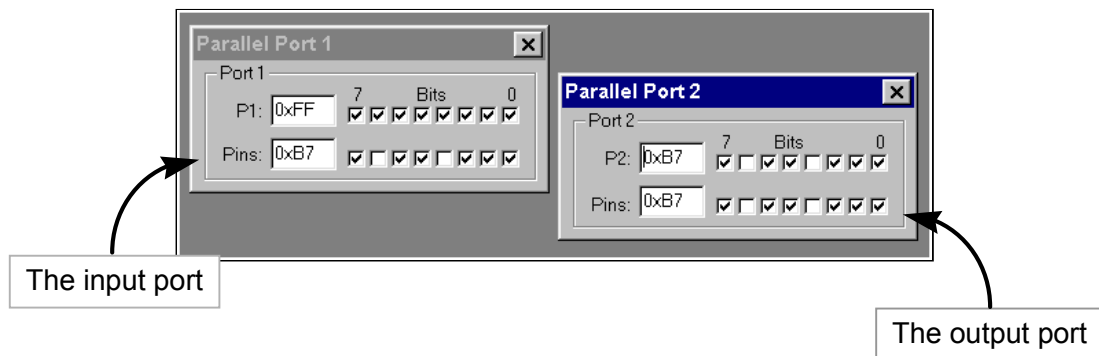 Parallel Port 1
Port 1
7 Bits 0
P1: 0xFF
Pins: 0xB7
Parallel Port 2
Port 2
7 Bits 0
P2: 0xB7
Pins: 0xB7
The input port
The output port